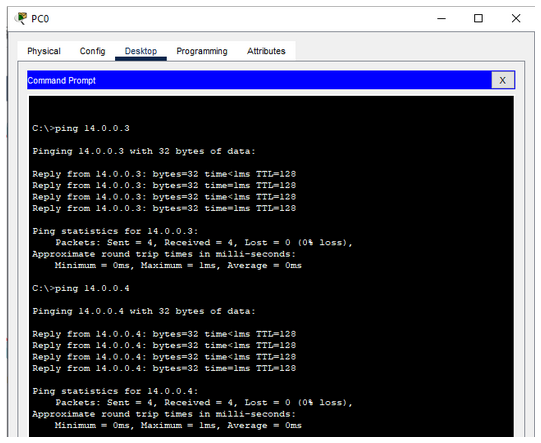 PC0
Physical Config Desktop Programming Attributes
Command Prompt X
C:\>ping 14.0.0.3
Pinging 14.0.0.3 with 32 bytes of data:
Reply from 14.0.0.3: bytes=32 time<1ms TTL=128
Reply from 14.0.0.3: bytes=32 time=1ms TTL=128
Reply from 14.0.0.3: bytes=32 time<1ms TTL=128
Reply from 14.0.0.3: bytes=32 time<1ms TTL=128
Ping statistics for 14.0.0.3:
Packets: Sent = 4, Received = 4, Lost = 0 (0% loss),
Approximate round trip times in milli-seconds:
Minimum = 0ms, Maximum = 1ms, Average = 0ms
C:\>ping 14.0.0.4
Pinging 14.0.0.4 with 32 bytes of data:
Reply from 14.0.0.4: bytes=32 time<1ms TTL=128
Reply from 14.0.0.4: bytes=32 time<1ms TTL=128
Reply from 14.0.0.4: bytes=32 time<1ms TTL=128
Reply from 14.0.0.4: bytes=32 time=1ms TTL=128
Ping statistics for 14.0.0.4:
Packets: Sent = 4, Received = 4, Lost = 0 (0% loss),
Approximate round trip times in milli-seconds:
Minimum = 0ms, Maximum = 1ms, Average = 0ms